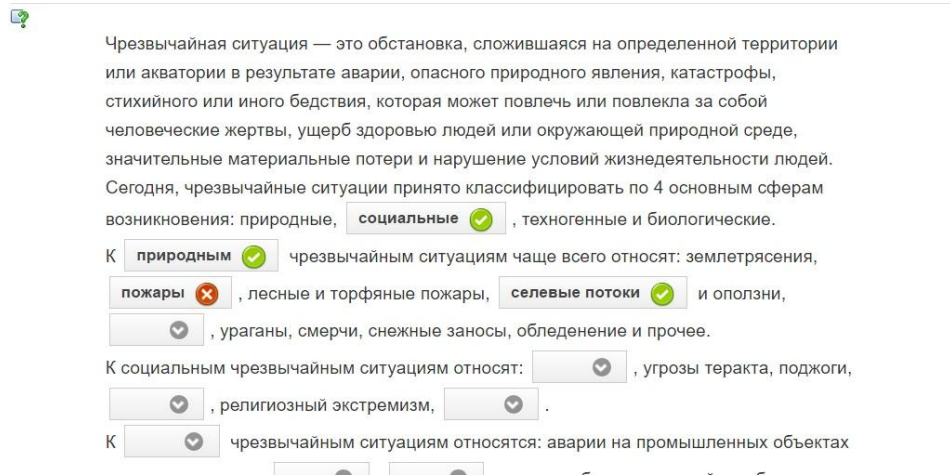 Чрезвычайная ситуация — это обстановка, сложившаяся на определенной территории
или акватории в результате аварии, опасного природного явления, катастрофы,
стихийного или иного бедствия, которая может повлечь или повлекла за собой
человеческие жертвы, ущерб здоровью людей или окружающей природной среде,
значительные материальные потери и нарушение условий жизнедеятельности людей.
Сегодня, чрезвычайные ситуации принято классифицировать по 4 основным сферам
возникновения: природные, социальные , техногенные и биологические.
К природным чрезвычайным ситуациям чаще всего относят: землетрясения,
пожары , лесные и торфяные пожары, селевые потоки и оползни,
, ураганы, смерчи, снежные заносы, обледенение и прочее.
К социальным чрезвычайным ситуациям относят: , угрозы теракта, поджоги,
, религиозный экстремизм, .
К чрезвычайным ситуациям относятся: аварии на промышленных объектах